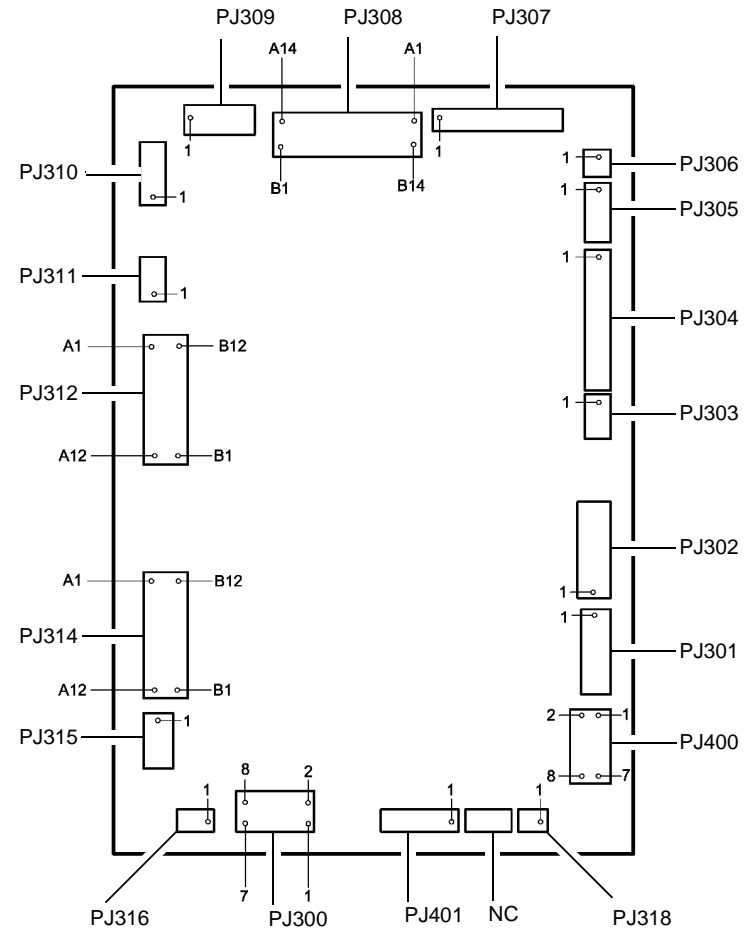 PJ309 PJ308 PJ307
A14 A1
1 1
B1 B14
PJ310 1
1 PJ306
1 PJ305
PJ311 1
1 PJ304
A1 B12
PJ312
1 PJ303
A12 B1
PJ302
1
A1 B12
1
PJ314 PJ301
A12 B1
2 1
PJ315 1
PJ400
8 7
8 2
1 1 1
7 1
PJ316 PJ300 PJ401 NC PJ318